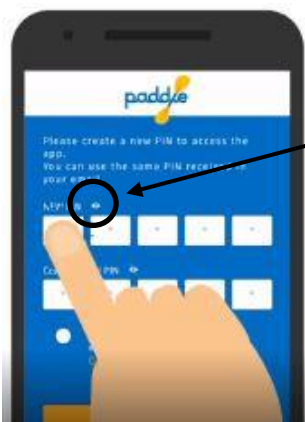 paddle
Please create a new PIN to access the
app.
You can use the same PIN received in
your email
NEW PIN
PIN